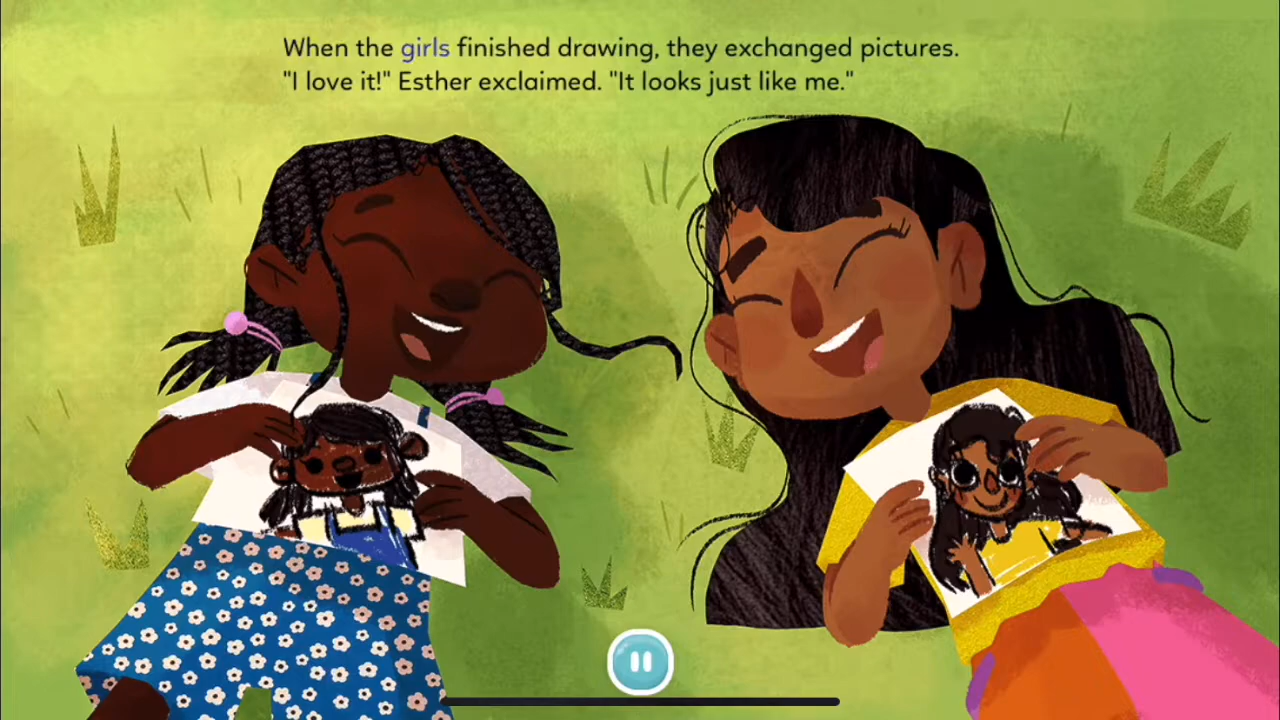 When the girls finished drawing, they exchanged pictures.
"I love it!" Esther exclaimed. "It looks just like me."